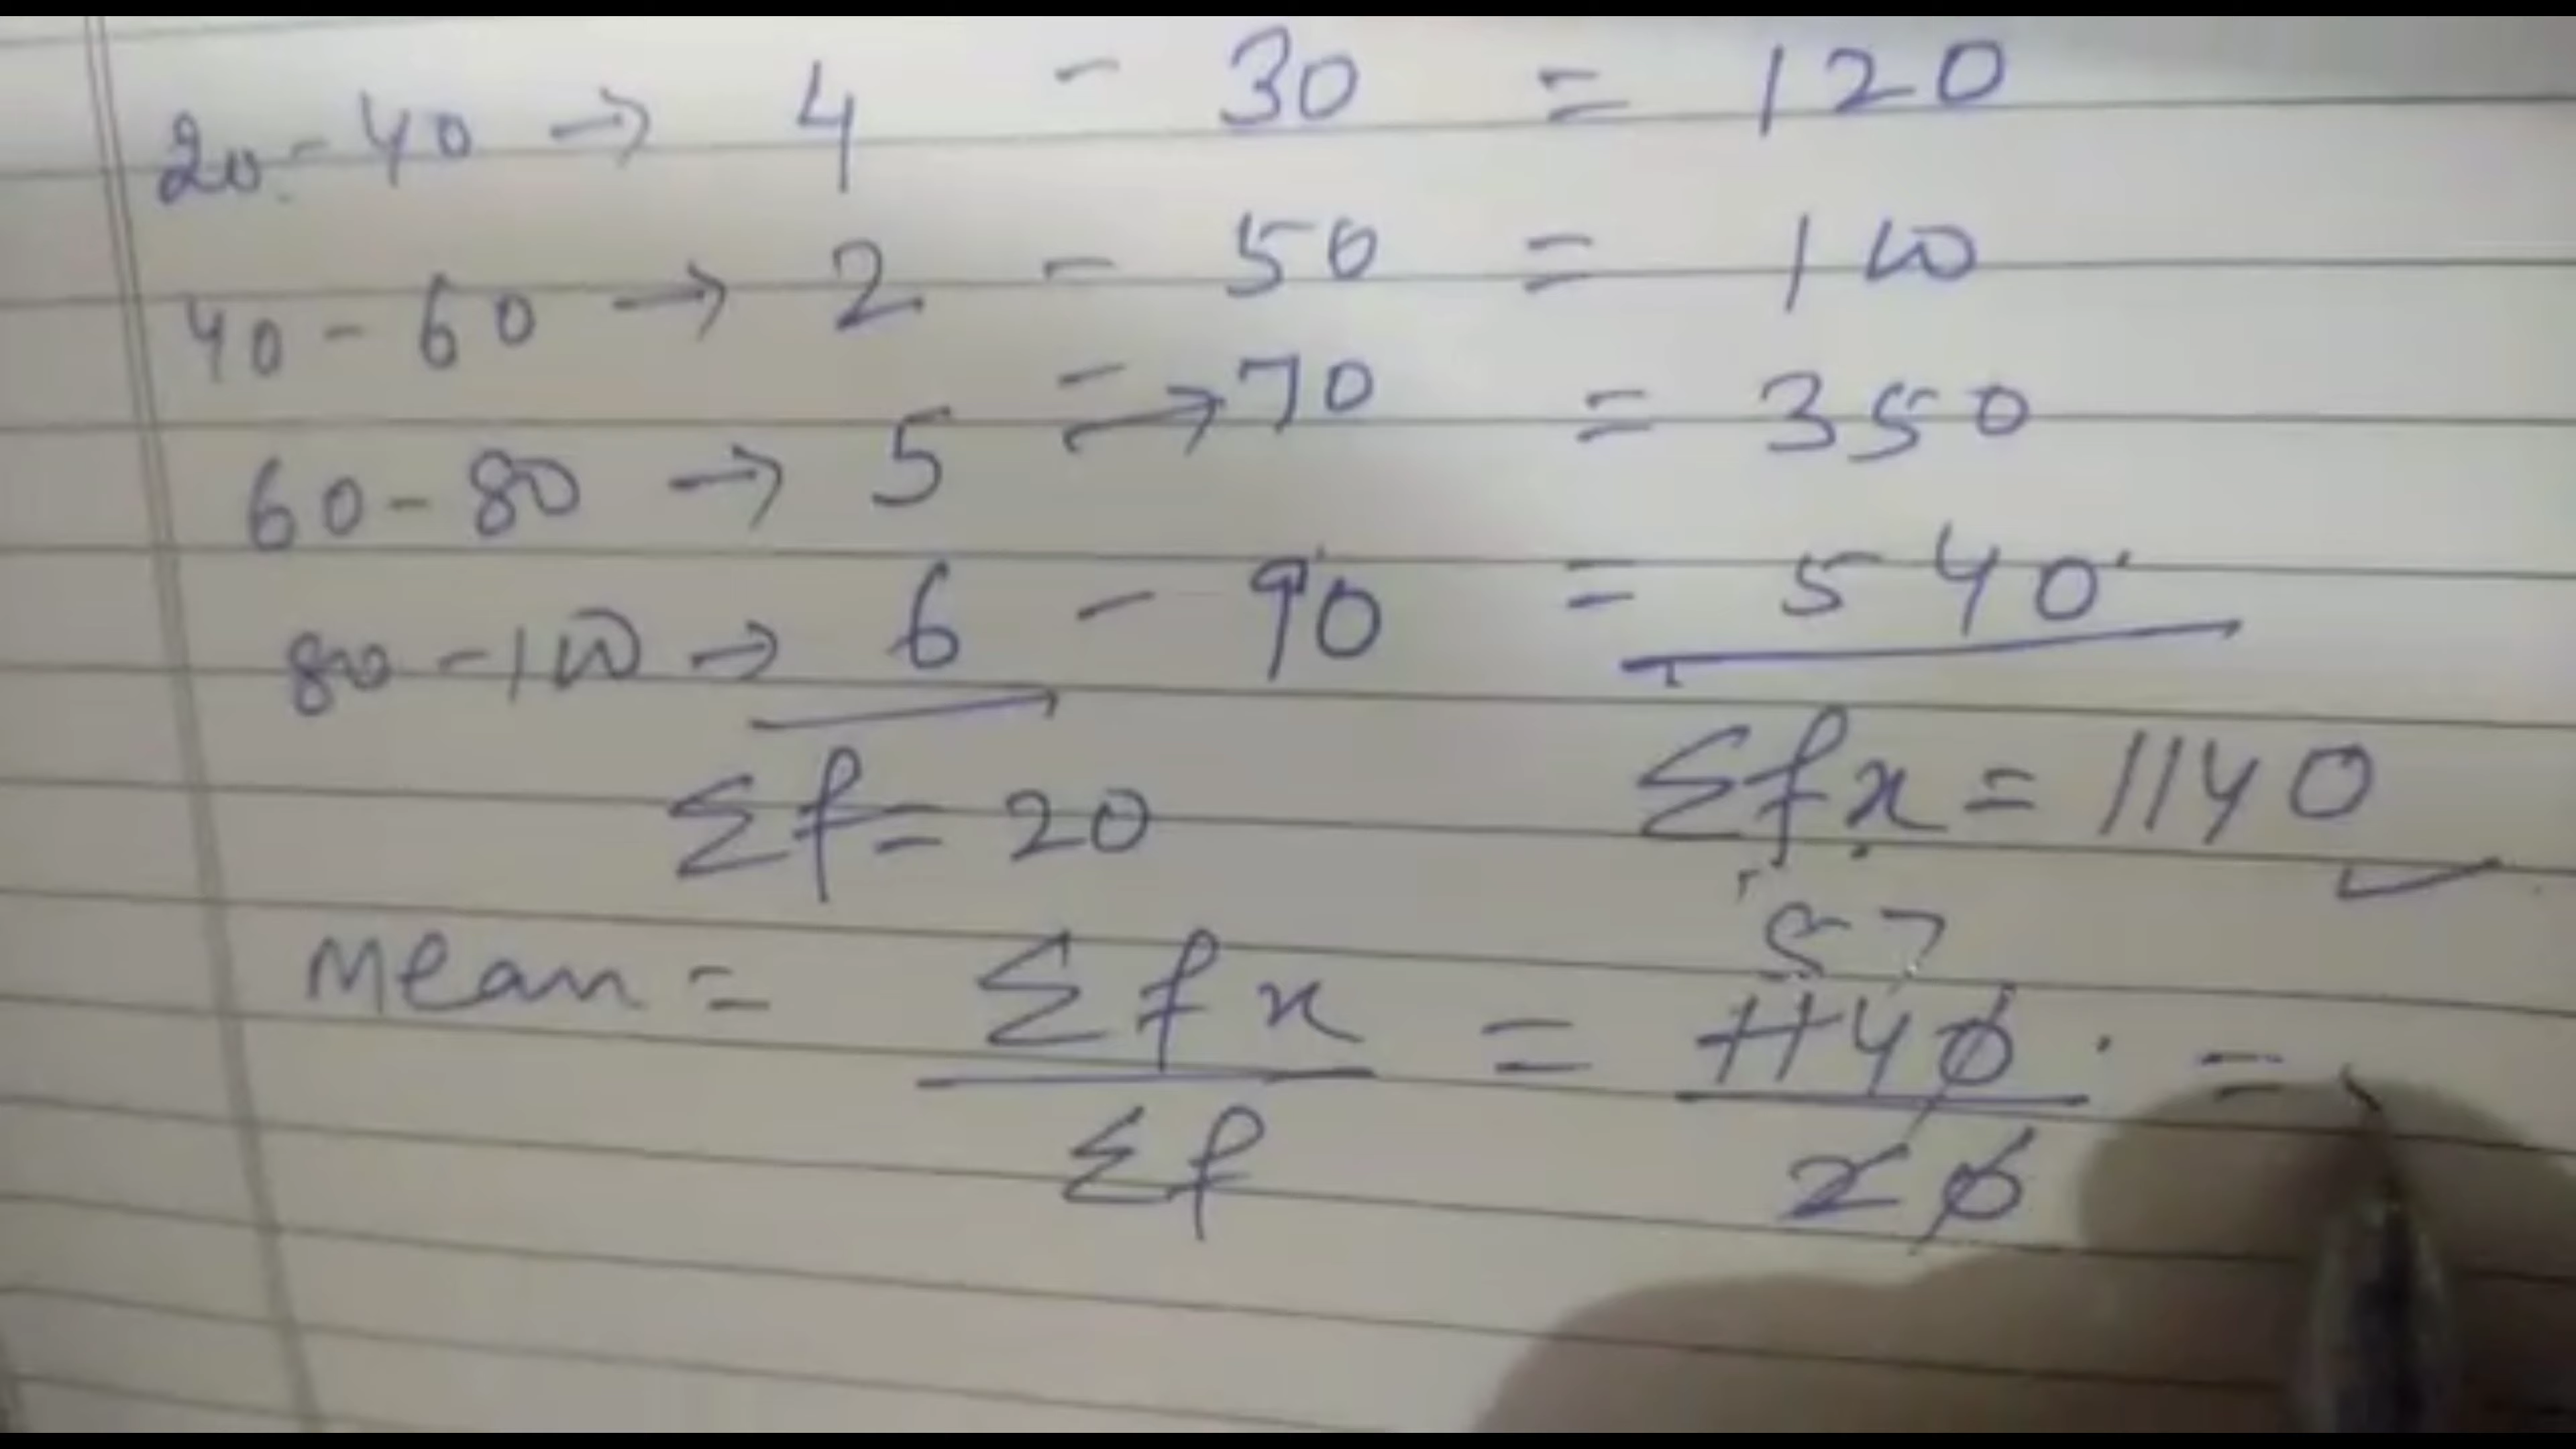 20-40 → 4 - 30 = 120
40-60 → 2 - 50 = 100
60-80 → 5 - → 70 = 350
80-100 → 6 - 90 = 540
Σf = 20 Σfx = 1140
57
Mean = Σfx = 1140 . =
Σf 20